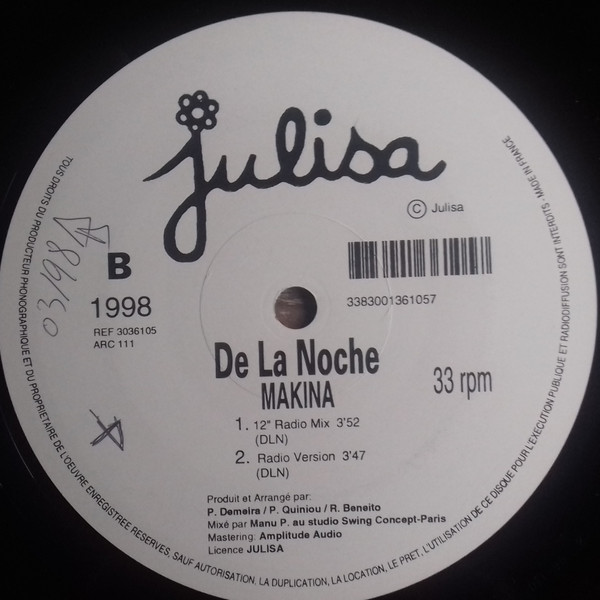 julisa
© Julisa
B
1998
REF 3036105
ARC 111
03/98
3383001361057
De La Noche
MAKINA
33 rpm
1. 12" Radio Mix 3'52
(DLN)
2. Radio Version 3'47
(DLN)
Produit et Arrangé par:
P. Demeira / P. Quiniou / R. Beneïto
Mixé par Manu P. au studio Swing Concept-Paris
Mastering: Amplitude Audio
Licence JULISA
TOUS DROITS DU PRODUCTEUR PHONOGRAPHIQUE ET DU PROPRIETAIRE DE L'OEUVRE ENREGISTREE RESERVES, SAUF AUTORISATION, LA DUPLICATION, LA LOCATION, LE PRET, L'UTILISATION DE CE DISQUE POUR L'EXECUTION PUBLIQUE ET RADIODIFFUSION SONT INTERDITS - MADE IN FRANCE